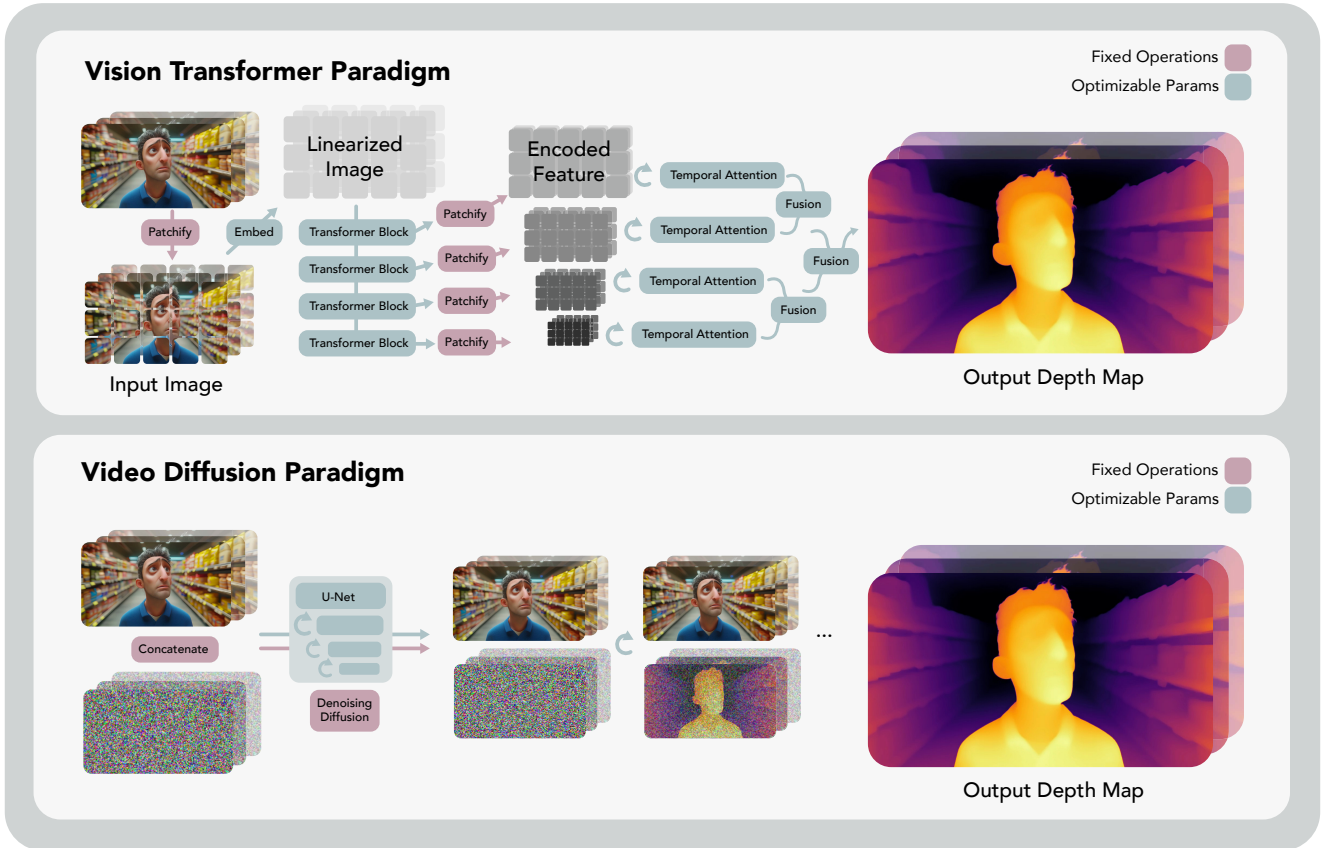 Vision Transformer Paradigm
Fixed Operations
Optimizable Params
Linearized
Image
Encoded
Feature
Patchify
Embed
Transformer Block
Transformer Block
Transformer Block
Transformer Block
Patchify
Patchify
Patchify
Patchify
Temporal Attention
Temporal Attention
Temporal Attention
Temporal Attention
Fusion
Fusion
Fusion
Input Image
Output Depth Map
Video Diffusion Paradigm
Fixed Operations
Optimizable Params
Concatenate
U-Net
Denoising
Diffusion
...
Output Depth Map